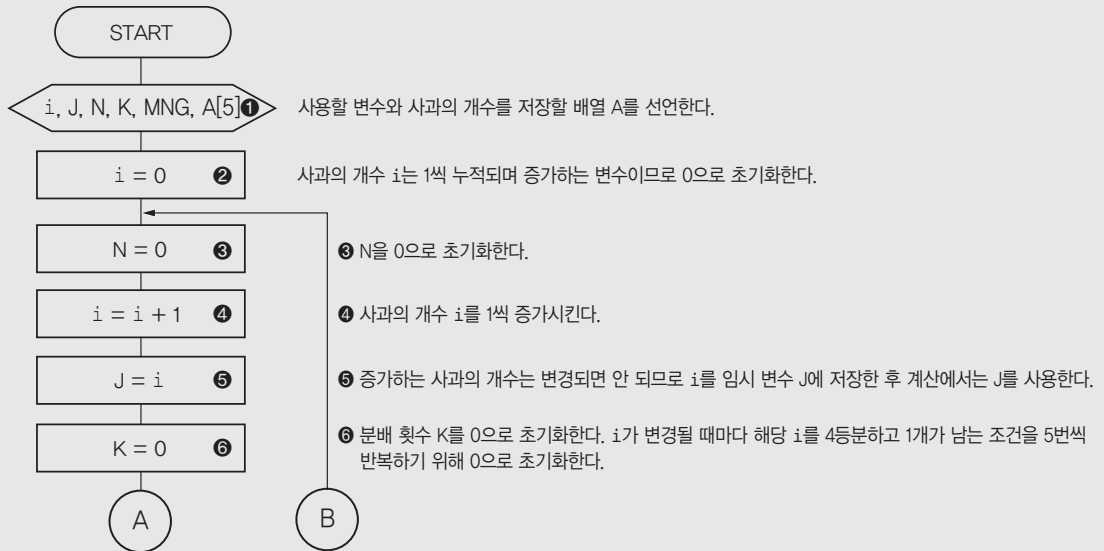 START
i, J, N, K, MNG, A[5]❶
사용할 변수와 사과의 개수를 저장할 배열 A를 선언한다.
i = 0 ❷
사과의 개수 i는 1씩 누적되며 증가하는 변수이므로 0으로 초기화한다.
N = 0 ❸
❸ N을 0으로 초기화한다.
i = i + 1 ❹
❹ 사과의 개수 i를 1씩 증가시킨다.
J = i ❺
❺ 증가하는 사과의 개수는 변경되면 안 되므로 i를 임시 변수 J에 저장한 후 계산에서는 J를 사용한다.
K = 0 ❻
❻ 분배 횟수 K를 0으로 초기화한다. i가 변경될 때마다 해당 i를 4등분하고 1개가 남는 조건을 5번씩
반복하기 위해 0으로 초기화한다.
A
B